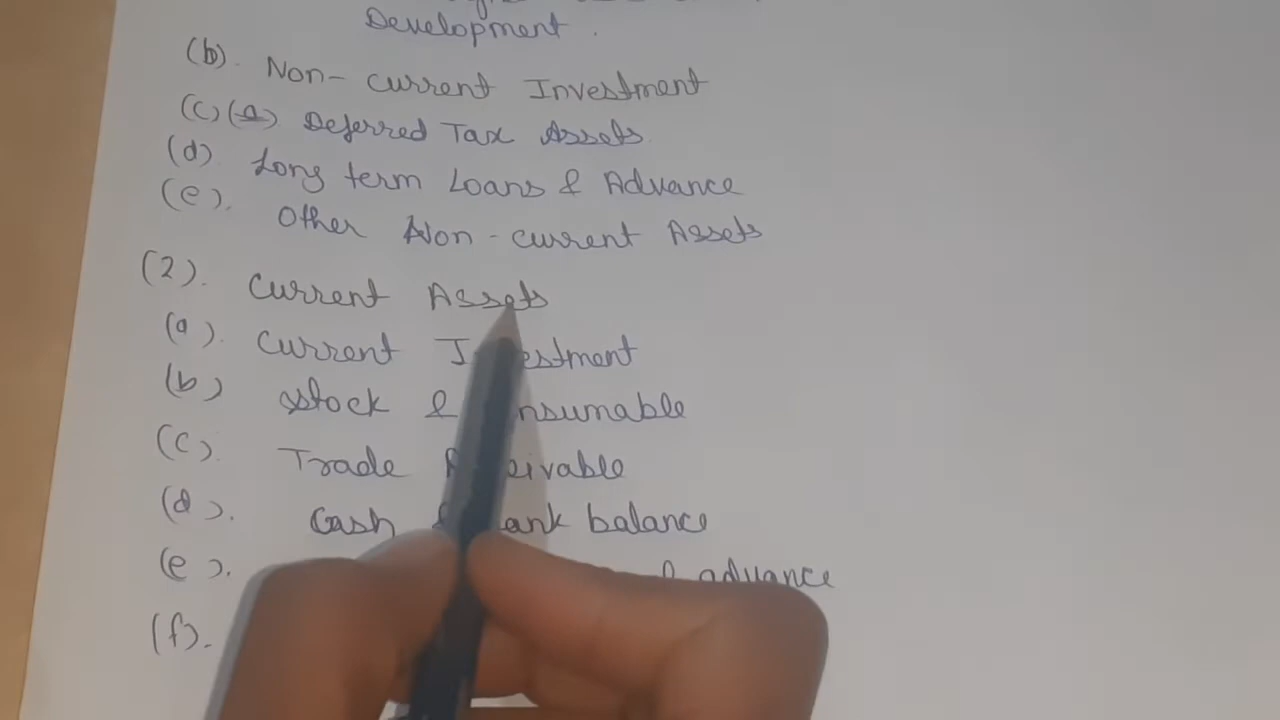 Development.
(b). Non-current Investment
(c) (a) Deferred Tax Assets
(d) Long term Loans & Advance
(e). Other Non-current Assets
(2). Current Assets
(a). Current Investment
(b) Stock & Consumable
(c). Trade Receivable
(d). Cash & Bank balance
(e). & advance
(f).